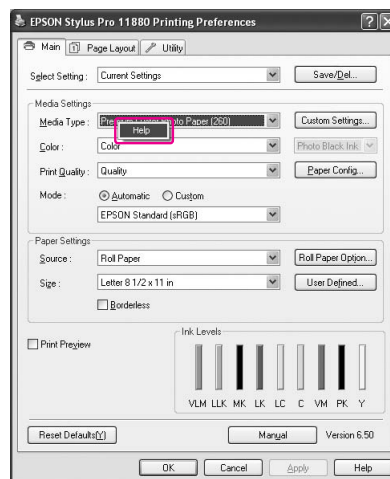 EPSON Stylus Pro 11880 Printing Preferences
Main Page Layout Utility
Select Setting : Current Settings Save/Del...
Media Settings
Media Type : Photo Paper (260) Custom Settings...
Help
Color : Color Photo Black Ink
Print Quality : Quality Paper Config...
Mode : Automatic Custom
EPSON Standard (sRGB)
Paper Settings
Source : Roll Paper Roll Paper Option...
Size : Letter 8 1/2 x 11 in User Defined...
Borderless
Print Preview
Ink Levels
VLM LLK MK LK LC C VM PK Y
Reset Defaults(Y) Manual Version 6.50
OK Cancel Apply Help